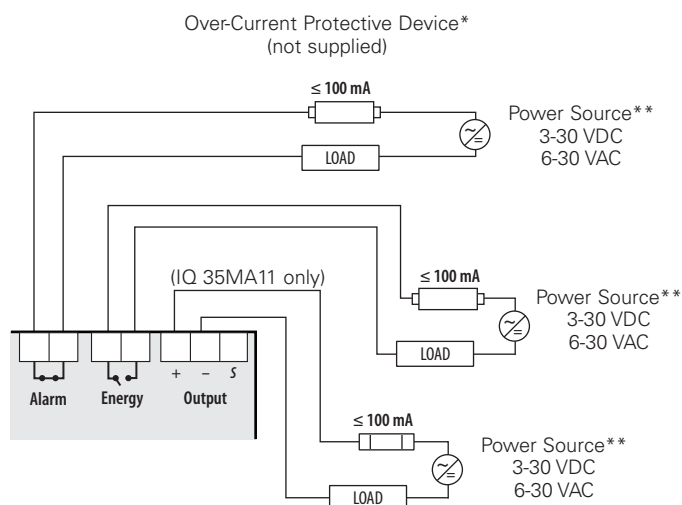 Over-Current Protective Device*
(not supplied)
≤ 100 mA
Power Source**
3-30 VDC
6-30 VAC
LOAD
(IQ 35MA11 only)
≤ 100 mA
Power Source**
3-30 VDC
6-30 VAC
LOAD
+ – S
Alarm Energy Output
≤ 100 mA
Power Source**
3-30 VDC
6-30 VAC
LOAD